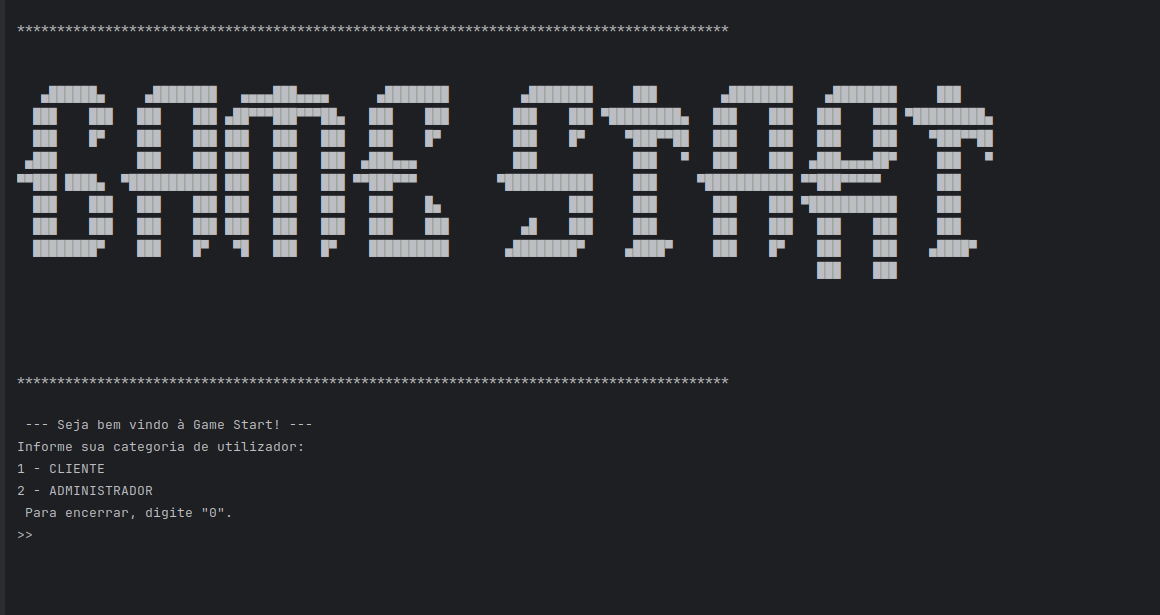 *****************************************************************************************
GAME START
*****************************************************************************************
--- Seja bem vindo à Game Start! ---
Informe sua categoria de utilizador:
1 - CLIENTE
2 - ADMINISTRADOR
Para encerrar, digite "0".
>>